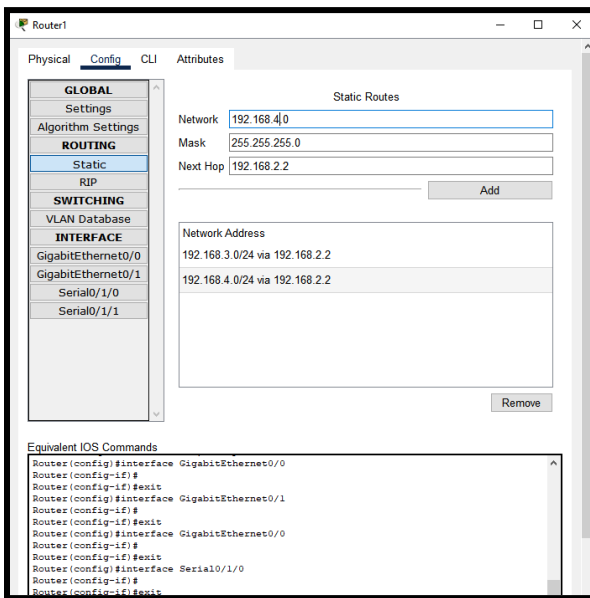 Router1
Physical Config CLI Attributes
GLOBAL
Settings
Algorithm Settings
ROUTING
Static
RIP
SWITCHING
VLAN Database
INTERFACE
GigabitEthernet0/0
GigabitEthernet0/1
Serial0/1/0
Serial0/1/1
Static Routes
Network 192.168.4.0
Mask 255.255.255.0
Next Hop 192.168.2.2
Add
Network Address
192.168.3.0/24 via 192.168.2.2
192.168.4.0/24 via 192.168.2.2
Remove
Equivalent IOS Commands
Router(config)#interface GigabitEthernet0/0
Router(config-if)#
Router(config-if)#exit
Router(config)#interface GigabitEthernet0/1
Router(config-if)#
Router(config-if)#exit
Router(config)#interface GigabitEthernet0/0
Router(config-if)#
Router(config-if)#exit
Router(config)#interface Serial0/1/0
Router(config-if)#
Router(config-if)#exit